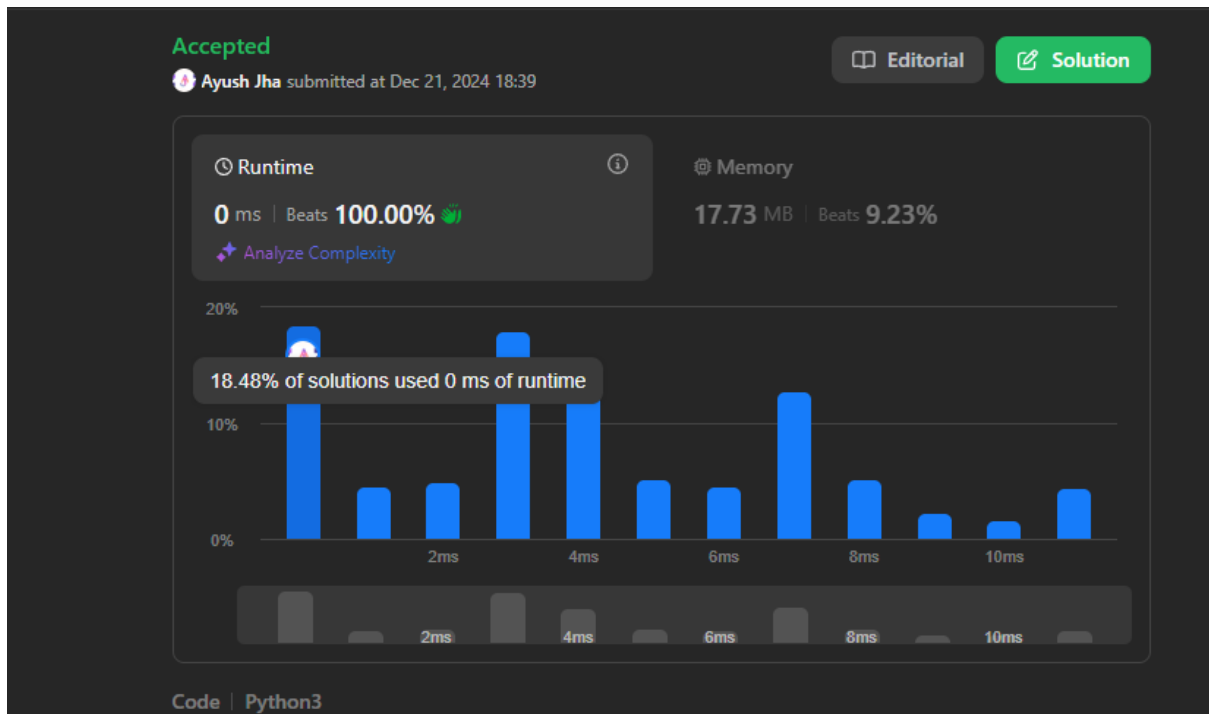 Accepted
Editorial
Solution
Ayush Jha submitted at Dec 21, 2024 18:39
Runtime
Memory
0 ms | Beats 100.00%
17.73 MB | Beats 9.23%
Analyze Complexity
20%
18.48% of solutions used 0 ms of runtime
10%
0%
2ms 4ms 6ms 8ms 10ms
2ms 4ms 6ms 8ms 10ms
Code | Python3